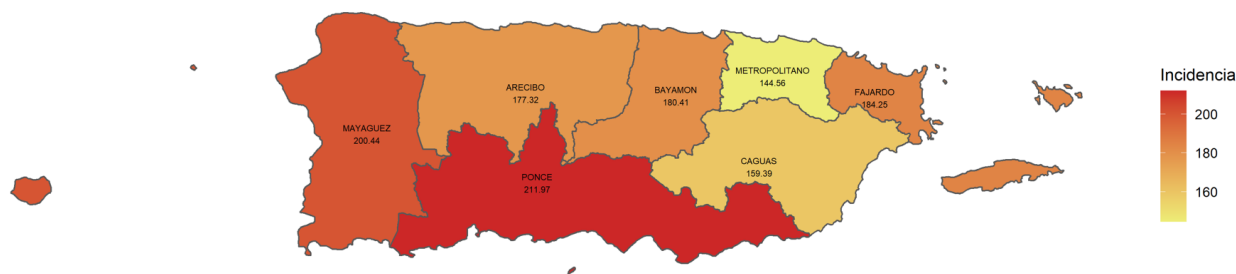 METROPOLITANO
144.56
ARECIBO
177.32
BAYAMON
180.41
FAJARDO
184.25
MAYAGUEZ
200.44
CAGUAS
159.39
PONCE
211.97
Incidencia
200
180
160